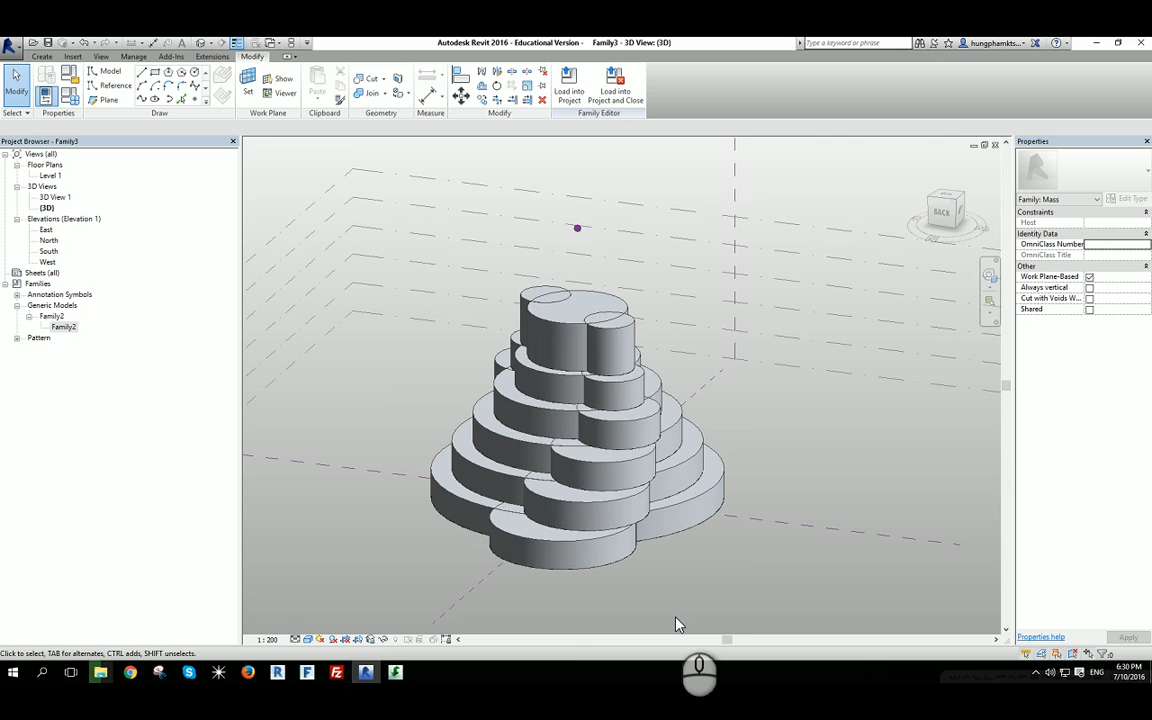 Autodesk Revit 2016 - Educational Version - Family3 - 3D View: {3D}
Type a keyword or phrase
hungphamkts...
Create Insert View Manage Add-Ins Extensions Modify
Modify
Select
Properties
Model
Reference
Plane
Draw
Set
Show
Viewer
Work Plane
Paste
Clipboard
Cut
Join
Geometry
Measure
Modify
Load into
Project
Load into
Project and Close
Family Editor
Project Browser - Family3
Views (all)
Floor Plans
Level 1
3D Views
3D View 1
{3D}
Elevations (Elevation 1)
East
North
South
West
Sheets (all)
Families
Annotation Symbols
Generic Models
Family2
Family2
Pattern
BACK
Properties
Family: Mass
Edit Type
Constraints
Host
Identity Data
OmniClass Number
OmniClass Title
Other
Work Plane-Based
Always vertical
Cut with Voids W...
Shared
Properties help
Apply
1 : 200
Click to select, TAB for alternates, CTRL adds, SHIFT unselects.
:0
ENG
6:30 PM
7/10/2016